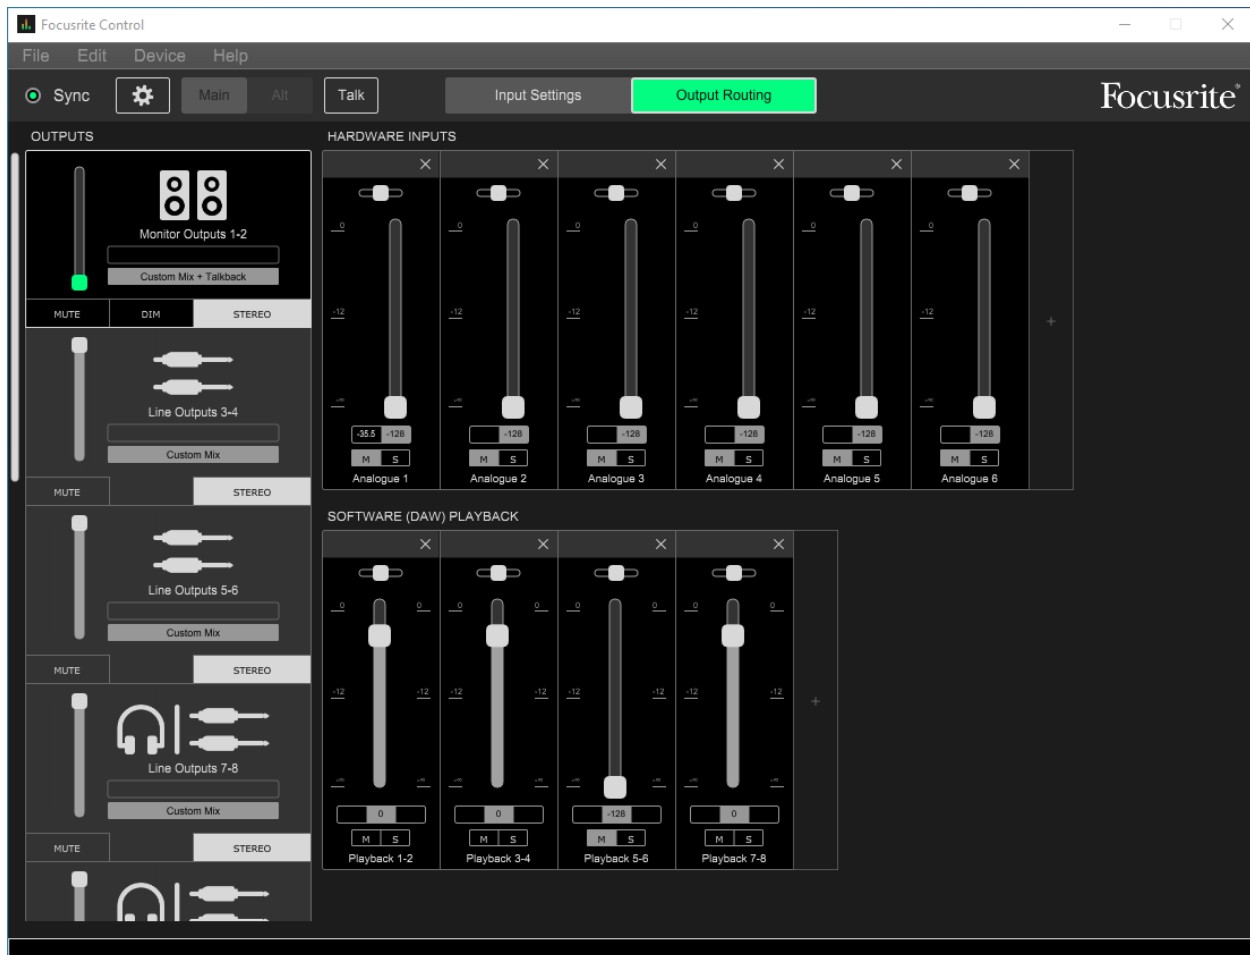 Focusrite Control
File Edit Device Help
Sync Main Alt Talk Input Settings Output Routing Focusrite
OUTPUTS
Monitor Outputs 1-2
Custom Mix + Talkback
MUTE DIM STEREO
Line Outputs 3-4
Custom Mix
MUTE STEREO
Line Outputs 5-6
Custom Mix
MUTE STEREO
Line Outputs 7-8
Custom Mix
MUTE STEREO
HARDWARE INPUTS
0 0 0 0 0 0
-12 -12 -12 -12 -12 -12
-∞ -∞ -∞ -∞ -∞ -∞
-35.5 -128 -128 -128 -128 -128 -128
M S M S M S M S M S M S
Analogue 1 Analogue 2 Analogue 3 Analogue 4 Analogue 5 Analogue 6
+
SOFTWARE (DAW) PLAYBACK
0 0 0 0 0 0 0 0
-12 -12 -12 -12 -12 -12 -12 -12
-∞ -∞ -∞ -∞ -∞ -∞ -∞ -∞
0 0 -128 0
M S M S M S M S
Playback 1-2 Playback 3-4 Playback 5-6 Playback 7-8
+